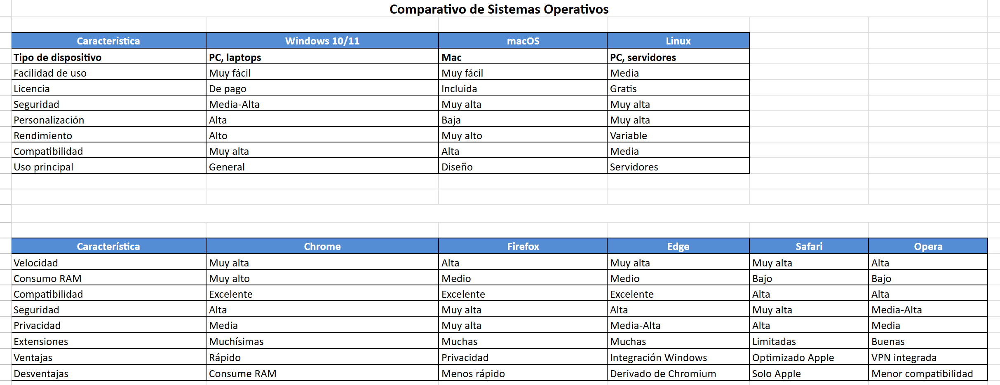 Comparativo de Sistemas Operativos
Característica Windows 10/11 macOS Linux
Tipo de dispositivo PC, laptops Mac PC, servidores
Facilidad de uso Muy fácil Muy fácil Media
Licencia De pago Incluida Gratis
Seguridad Media-Alta Muy alta Muy alta
Personalización Alta Baja Muy alta
Rendimiento Alto Muy alto Variable
Compatibilidad Muy alta Alta Media
Uso principal General Diseño Servidores
Característica Chrome Firefox Edge Safari Opera
Velocidad Muy alta Alta Muy alta Muy alta Alta
Consumo RAM Muy alto Medio Medio Bajo Bajo
Compatibilidad Excelente Excelente Excelente Alta Alta
Seguridad Alta Muy alta Alta Muy alta Media-Alta
Privacidad Media Muy alta Media-Alta Alta Media
Extensiones Muchísimas Muchas Muchas Limitadas Buenas
Ventajas Rápido Privacidad Integración Windows Optimizado Apple VPN integrada
Desventajas Consume RAM Menos rápido Derivado de Chromium Solo Apple Menor compatibilidad